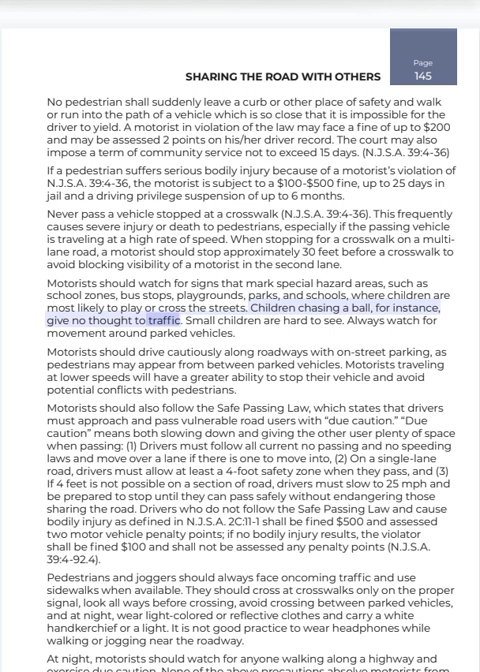 Page
SHARING THE ROAD WITH OTHERS
145
No pedestrian shall suddenly leave a curb or other place of safety and walk
or run into the path of a vehicle which is so close that it is impossible for the
driver to yield. A motorist in violation of the law may face a fine of up to $200
and may be assessed 2 points on his/her driver record. The court may also
impose a term of community service not to exceed 15 days. (N.J.S.A. 39:4-36)
If a pedestrian suffers serious bodily injury because of a motorist's violation of
N.J.S.A. 39:4-36, the motorist is subject to a $100-$500 fine, up to 25 days in
jail and a driving privilege suspension of up to 6 months.
Never pass a vehicle stopped at a crosswalk (N.J.S.A. 39:4-36). This frequently
causes severe injury or death to pedestrians, especially if the passing vehicle
is traveling at a high rate of speed. When stopping for a crosswalk on a multi-
lane road, a motorist should stop approximately 30 feet before a crosswalk to
avoid blocking visibility of a motorist in the second lane.
Motorists should watch for signs that mark special hazard areas, such as
school zones, bus stops, playgrounds, parks, and schools, where children are
most likely to play or cross the streets. Children chasing a ball, for instance,
give no thought to traffic. Small children are hard to see. Always watch for
movement around parked vehicles.
Motorists should drive cautiously along roadways with on-street parking, as
pedestrians may appear from between parked vehicles. Motorists traveling
at lower speeds will have a greater ability to stop their vehicle and avoid
potential conflicts with pedestrians.
Motorists should also follow the Safe Passing Law, which states that drivers
must approach and pass vulnerable road users with “due caution.” “Due
caution” means both slowing down and giving the other user plenty of space
when passing: (1) Drivers must follow all current no passing and no speeding
laws and move over a lane if there is one to move into, (2) On a single-lane
road, drivers must allow at least a 4-foot safety zone when they pass, and (3)
If 4 feet is not possible on a section of road, drivers must slow to 25 mph and
be prepared to stop until they can pass safely without endangering those
sharing the road. Drivers who do not follow the Safe Passing Law and cause
bodily injury as defined in N.J.S.A. 2C:11-1 shall be fined $500 and assessed
two motor vehicle penalty points; if no bodily injury results, the violator
shall be fined $100 and shall not be assessed any penalty points (N.J.S.A.
39:4-92.4).
Pedestrians and joggers should always face oncoming traffic and use
sidewalks when available. They should cross at crosswalks only on the proper
signal, look all ways before crossing, avoid crossing between parked vehicles,
and at night, wear light-colored or reflective clothes and carry a white
handkerchief or a light. It is not good practice to wear headphones while
walking or jogging near the roadway.
At night, motorists should watch for anyone walking along a highway and
exercise due caution. None of the above precautions absolve motorists from